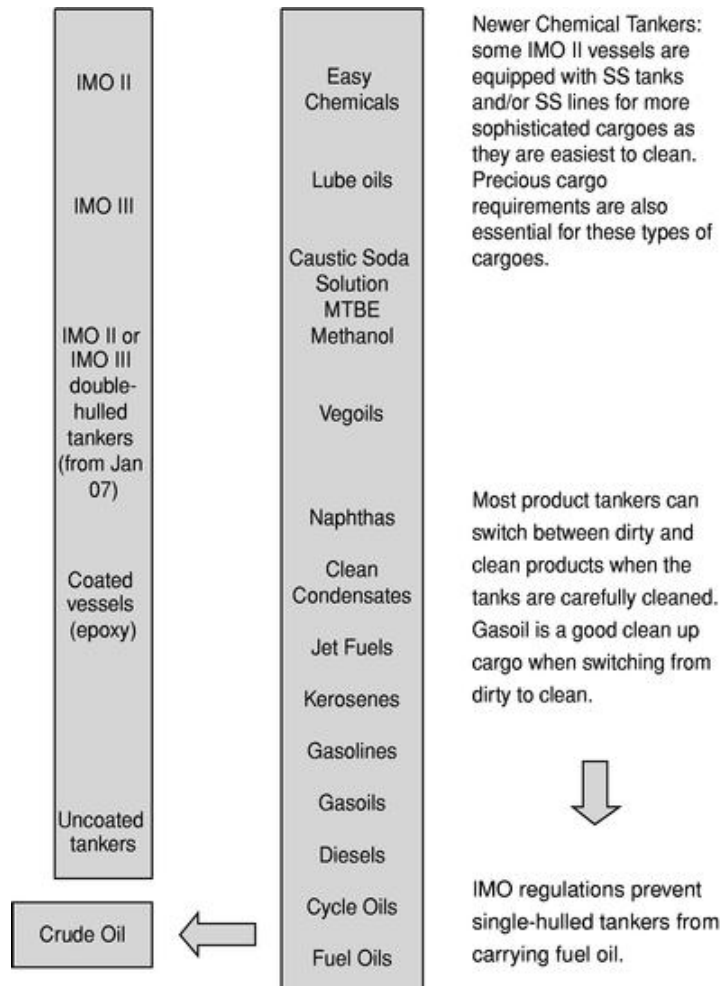 IMO II
IMO III
IMO II or
IMO III
double-
hulled
tankers
(from Jan
07)
Coated
vessels
(epoxy)
Uncoated
tankers
Crude Oil
Easy
Chemicals
Lube oils
Caustic Soda
Solution
MTBE
Methanol
Vegoils
Naphthas
Clean
Condensates
Jet Fuels
Kerosenes
Gasolines
Gasoils
Diesels
Cycle Oils
Fuel Oils
Newer Chemical Tankers:
some IMO II vessels are
equipped with SS tanks
and/or SS lines for more
sophisticated cargoes as
they are easiest to clean.
Precious cargo
requirements are also
essential for these types of
cargoes.
Most product tankers can
switch between dirty and
clean products when the
tanks are carefully cleaned.
Gasoil is a good clean up
cargo when switching from
dirty to clean.
IMO regulations prevent
single-hulled tankers from
carrying fuel oil.